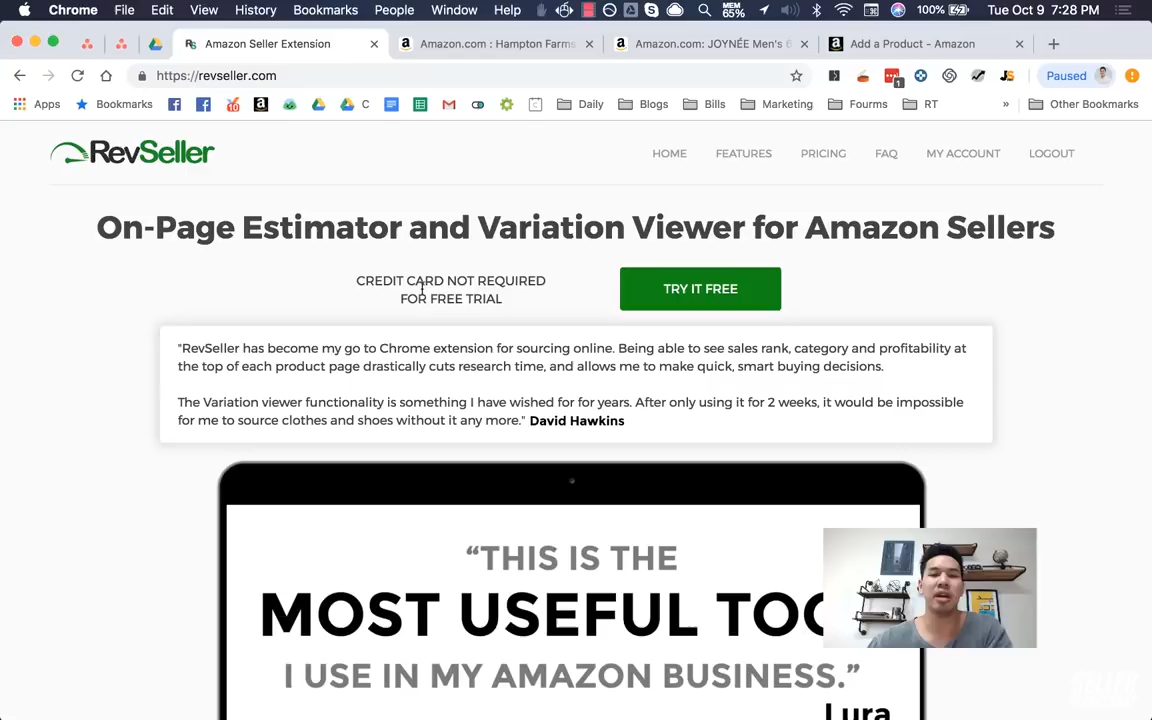 Chrome File Edit View History Bookmarks People Window Help MEM 65% 100% Tue Oct 9 7:28 PM
Amazon Seller Extension Amazon.com : Hampton Farms Amazon.com: JOYNÉE Men's 6 Add a Product - Amazon
https://revseller.com 1 JS Paused
Apps Bookmarks C Daily Blogs Bills Marketing Fourms RT » Other Bookmarks
RevSeller HOME FEATURES PRICING FAQ MY ACCOUNT LOGOUT
On-Page Estimator and Variation Viewer for Amazon Sellers
CREDIT CARD NOT REQUIRED
FOR FREE TRIAL
TRY IT FREE
"RevSeller has become my go to Chrome extension for sourcing online. Being able to see sales rank, category and profitability at
the top of each product page drastically cuts research time, and allows me to make quick, smart buying decisions.
The Variation viewer functionality is something I have wished for for years. After only using it for 2 weeks, it would be impossible
for me to source clothes and shoes without it any more." David Hawkins
“THIS IS THE
MOST USEFUL TOO
I USE IN MY AMAZON BUSINESS.”
Lura